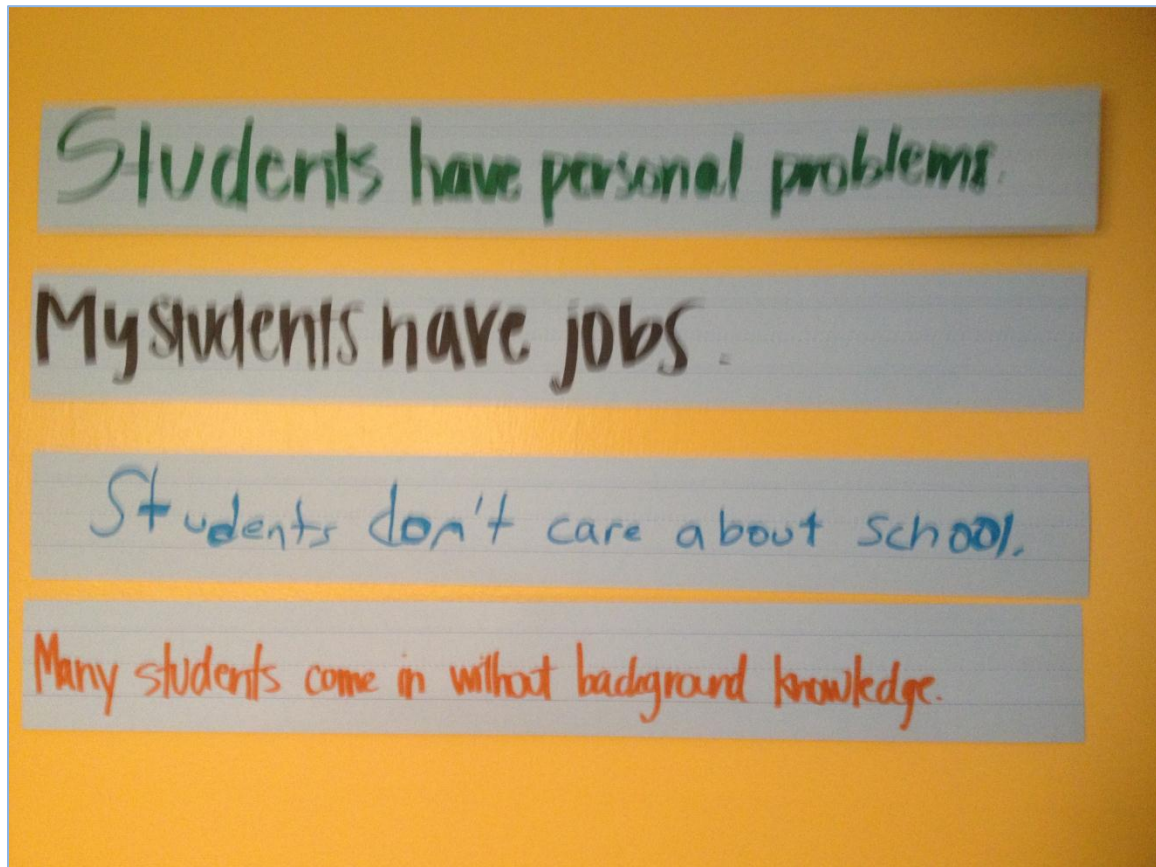 Students have personal problems.
My students have jobs.
Students don't care about school.
Many students come in without background knowledge.